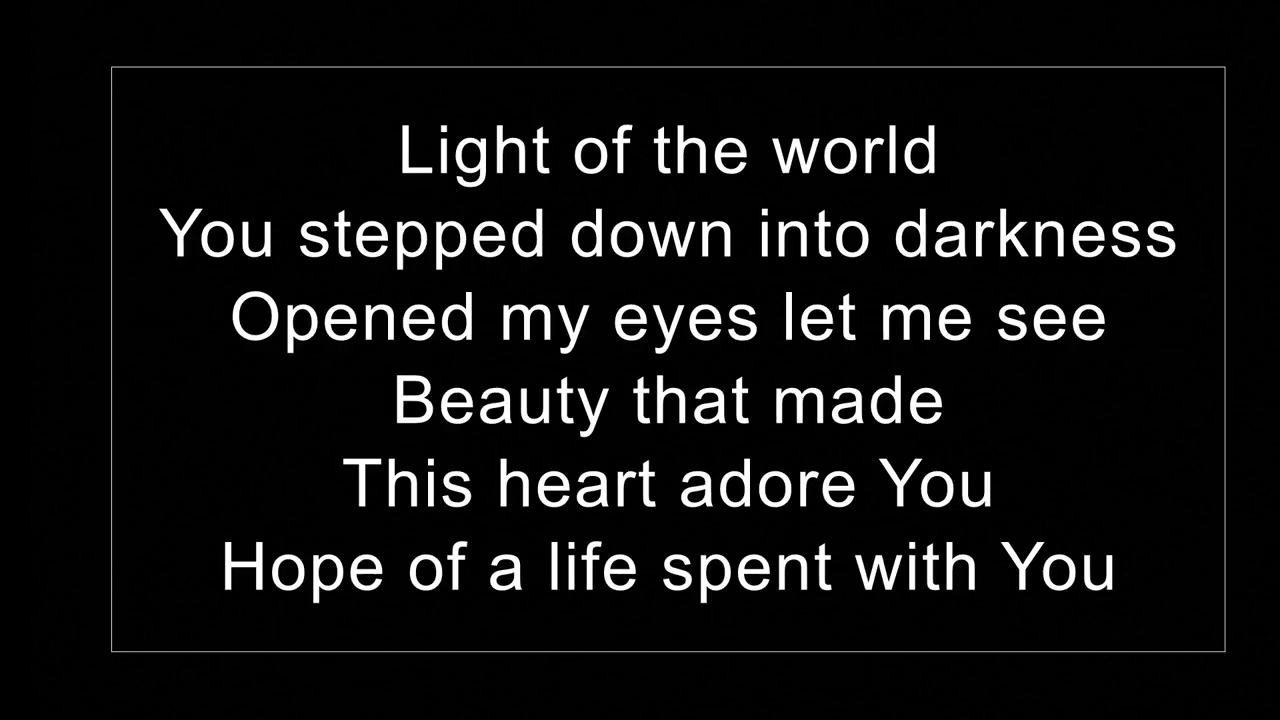 Light of the world
You stepped down into darkness
Opened my eyes let me see
Beauty that made
This heart adore You
Hope of a life spent with You